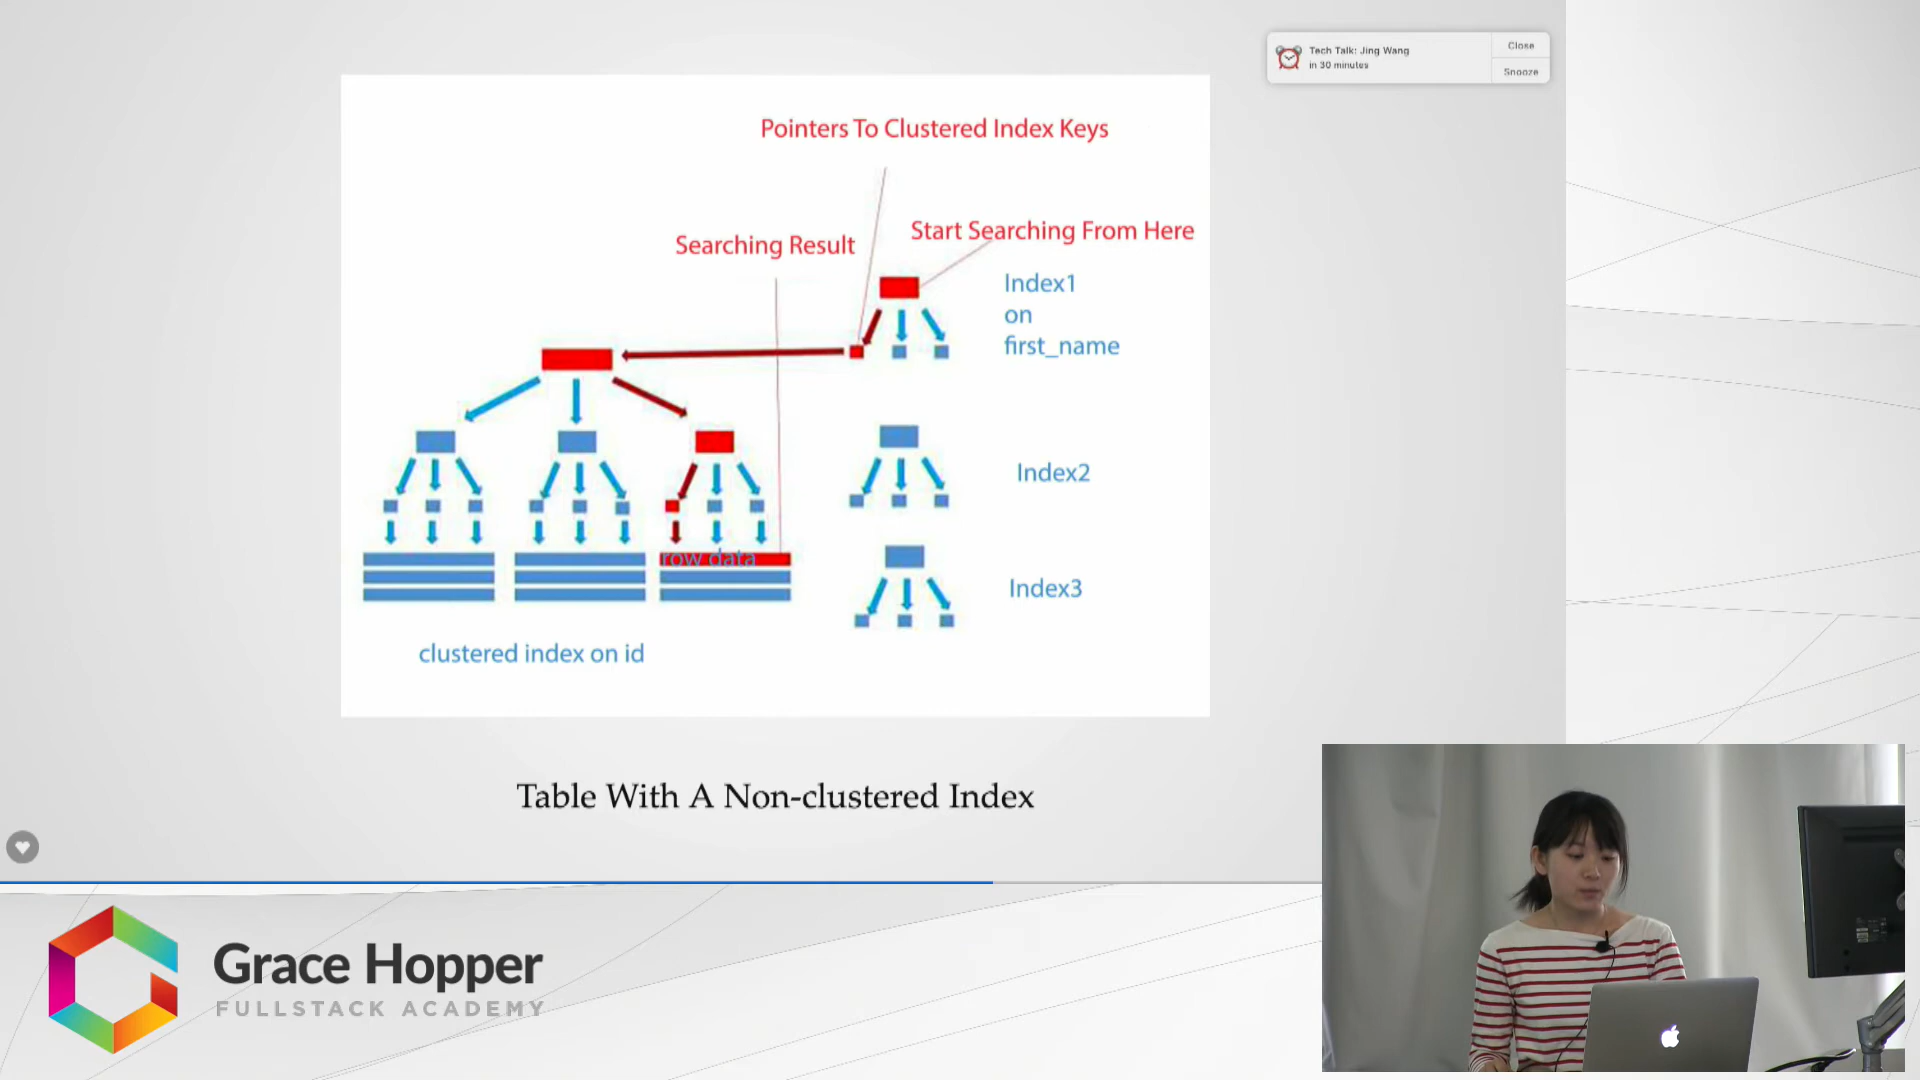 Tech Talk: Jing Wang
in 30 minutes
Close
Snooze
Pointers To Clustered Index Keys
Start Searching From Here
Searching Result
Index1
on
first_name
Index2
row data
Index3
clustered index on id
Table With A Non-clustered Index
Grace Hopper
FULLSTACK ACADEMY